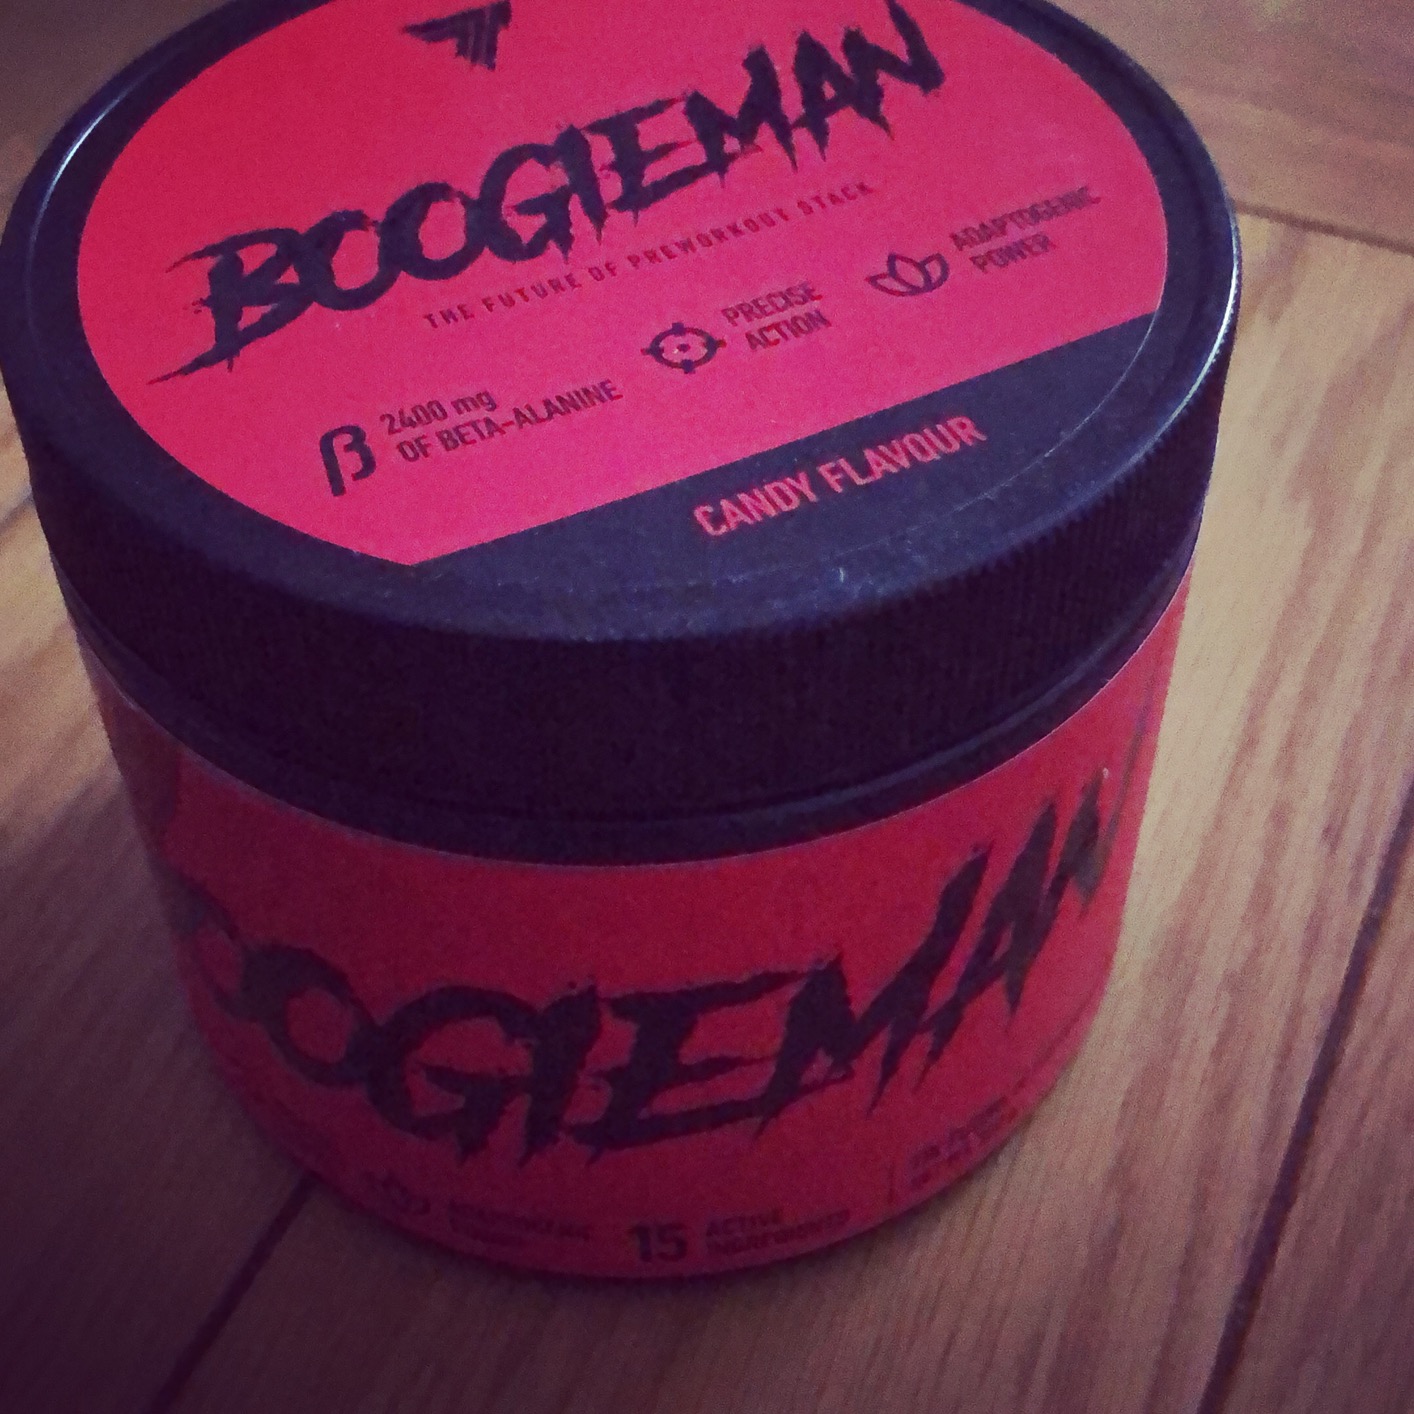 BOOGIEMAN
THE FUTURE OF PREWORKOUT STACK
β 2400 mg
OF BETA-ALANINE
PRECISE
ACTION
ADAPTOGENIC
POWER
CANDY FLAVOUR
OOGIEMAN
ADAPTOGENIC
15 ACTIVE
INGREDIENTS